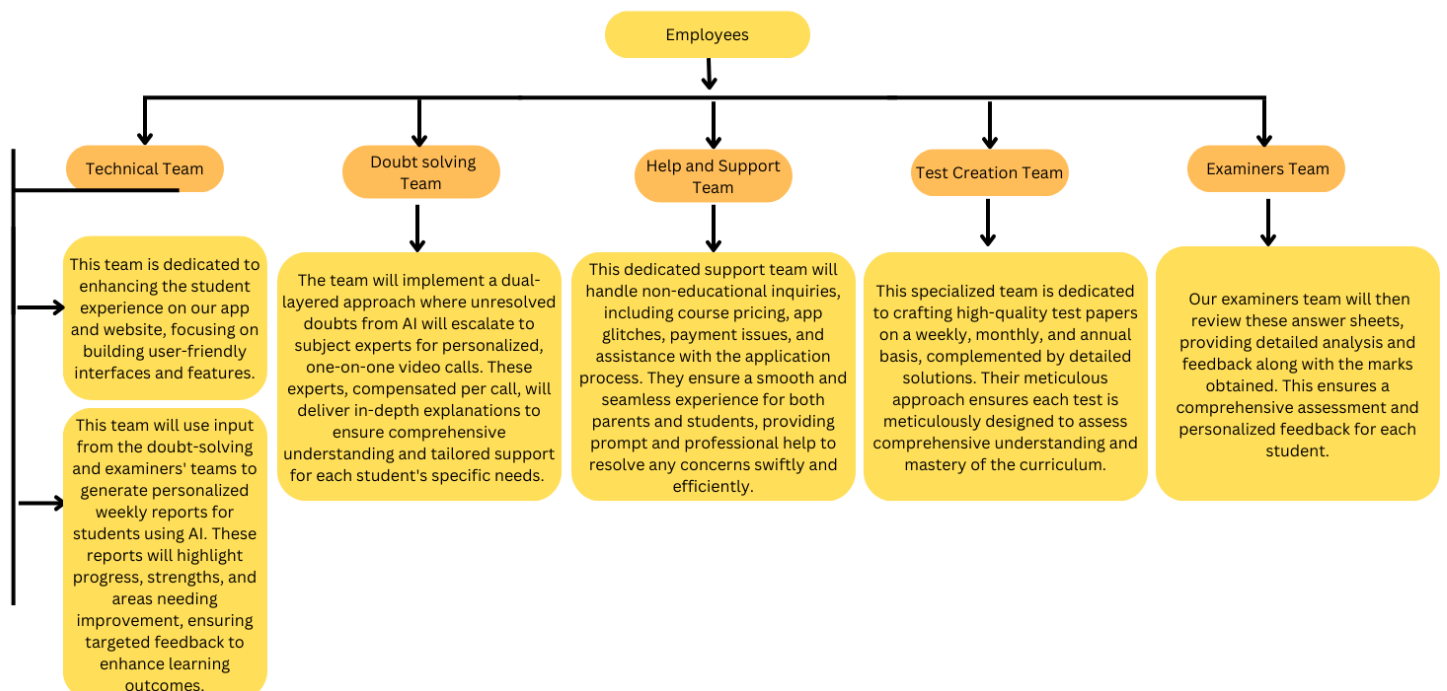 Employees
Technical Team
Doubt solving
Team
Help and Support
Team
Test Creation Team
Examiners Team
This team is dedicated to
enhancing the student
experience on our app
and website, focusing on
building user-friendly
interfaces and features.
This team will use input
from the doubt-solving
and examiners' teams to
generate personalized
weekly reports for
students using AI. These
reports will highlight
progress, strengths, and
areas needing
improvement, ensuring
targeted feedback to
enhance learning
outcomes.
The team will implement a dual-
layered approach where unresolved
doubts from AI will escalate to
subject experts for personalized,
one-on-one video calls. These
experts, compensated per call, will
deliver in-depth explanations to
ensure comprehensive
understanding and tailored support
for each student's specific needs.
This dedicated support team will
handle non-educational inquiries,
including course pricing, app
glitches, payment issues, and
assistance with the application
process. They ensure a smooth and
seamless experience for both
parents and students, providing
prompt and professional help to
resolve any concerns swiftly and
efficiently.
This specialized team is dedicated
to crafting high-quality test papers
on a weekly, monthly, and annual
basis, complemented by detailed
solutions. Their meticulous
approach ensures each test is
meticulously designed to assess
comprehensive understanding and
mastery of the curriculum.
Our examiners team will then
review these answer sheets,
providing detailed analysis and
feedback along with the marks
obtained. This ensures a
comprehensive assessment and
personalized feedback for each
student.